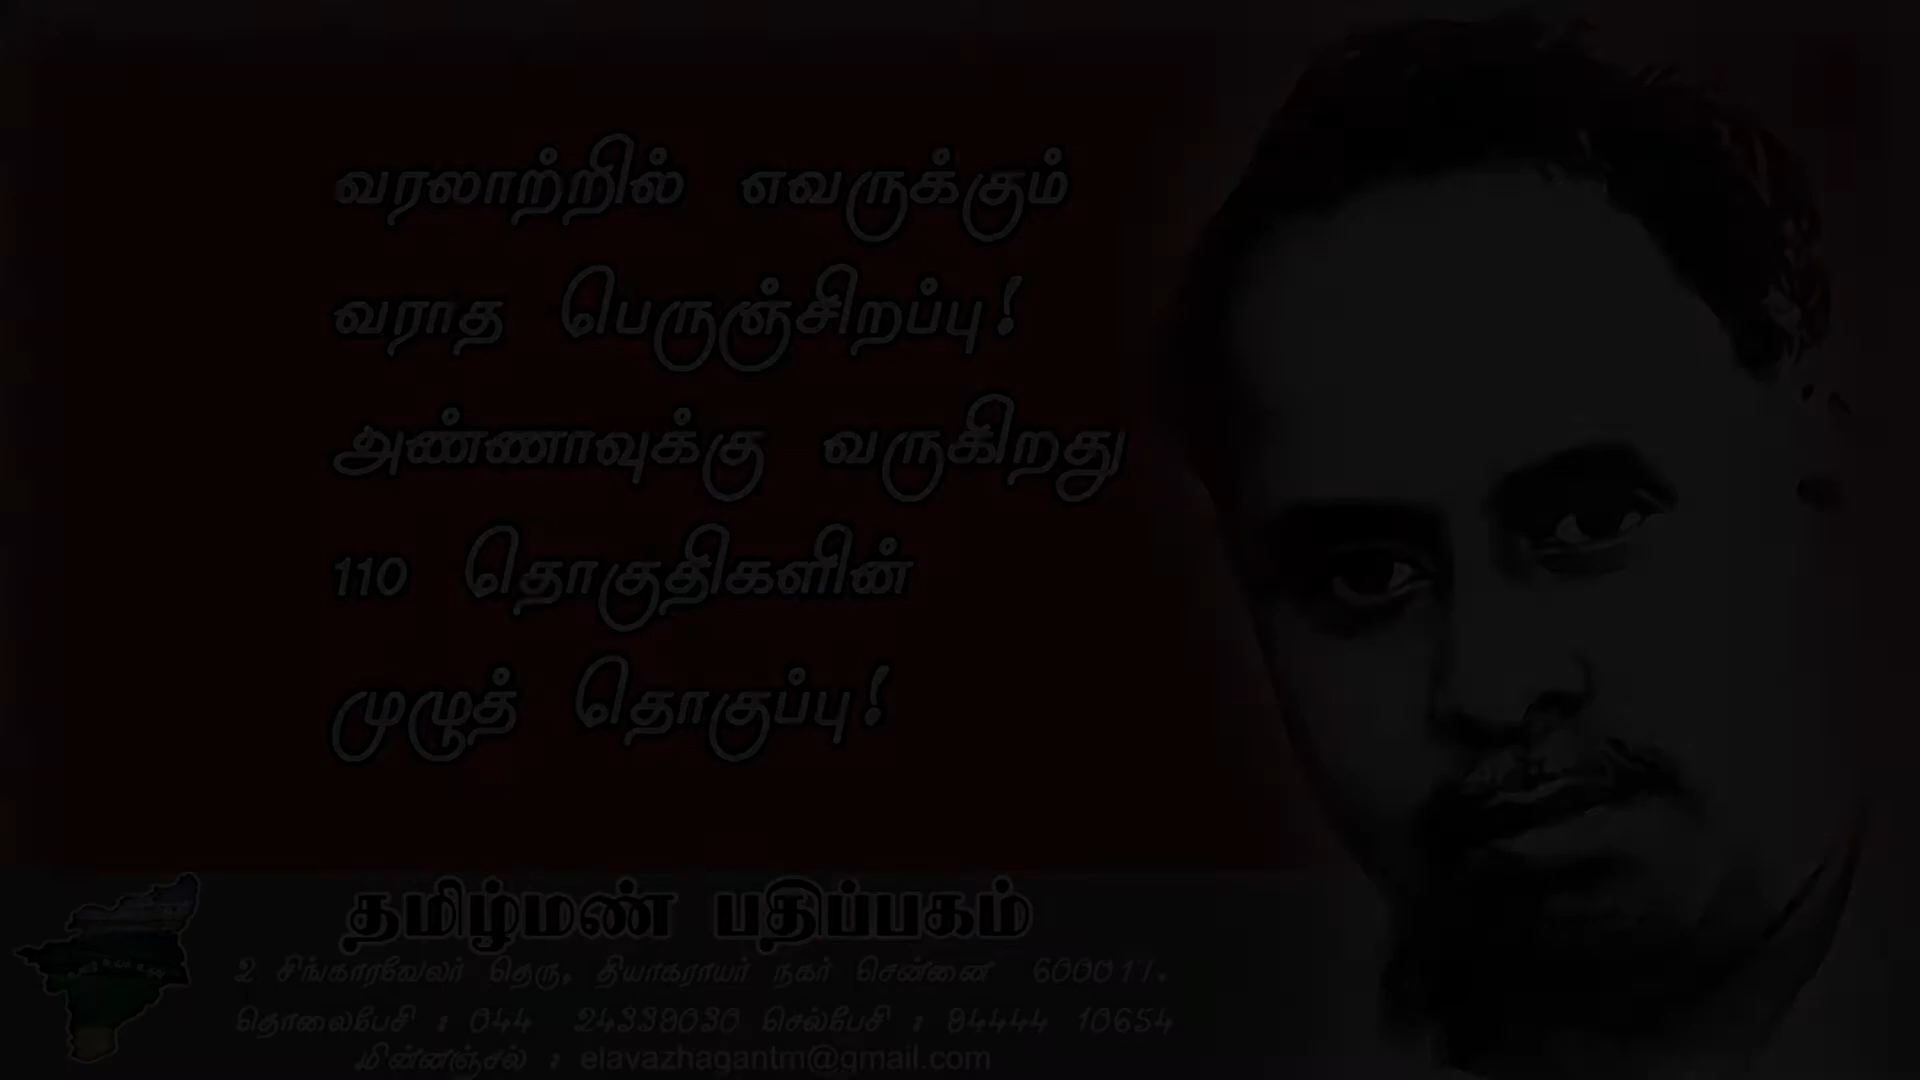 வரலாற்றில் எவருக்கும்
வராத பெருஞ்சிறப்பு!
அண்ணாவுக்கு வருகிறது
110 தொகுதிகளின்
முழுத் தொகுப்பு!
தமிழ்மண் பதிப்பகம்
2 சிங்காரவேலர் தெரு, தியாகராயர் நகர் சென்னை 600017.
தொலைபேசி : 044 24339030 செல்பேசி : 94444 10654
மின்னஞ்சல் : elavazhagantm@gmail.com